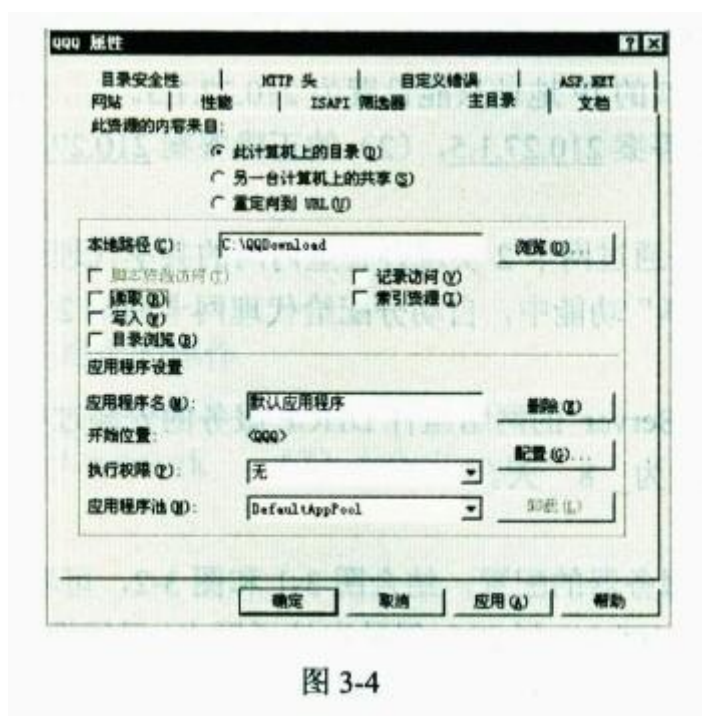 QQQ 属性
目录安全性 HTTP 头 自定义错误 ASP.NET
网站 性能 ISAPI 筛选器 主目录 文档
此资源的内容来自:
此计算机上的目录(D)
另一台计算机上的共享(S)
重定向到 URL(U)
本地路径(C): C:\QQDownload 浏览(O)...
脚本资源访问(T) 记录访问(V)
读取(R) 索引资源(I)
写入(W)
目录浏览(B)
应用程序设置
应用程序名(M): 默认应用程序 删除(E)
开始位置: <QQQ>
配置(G)...
执行权限(P): 无
应用程序池(N): DefaultAppPool 卸载(L)
确定 取消 应用(A) 帮助
图 3-4